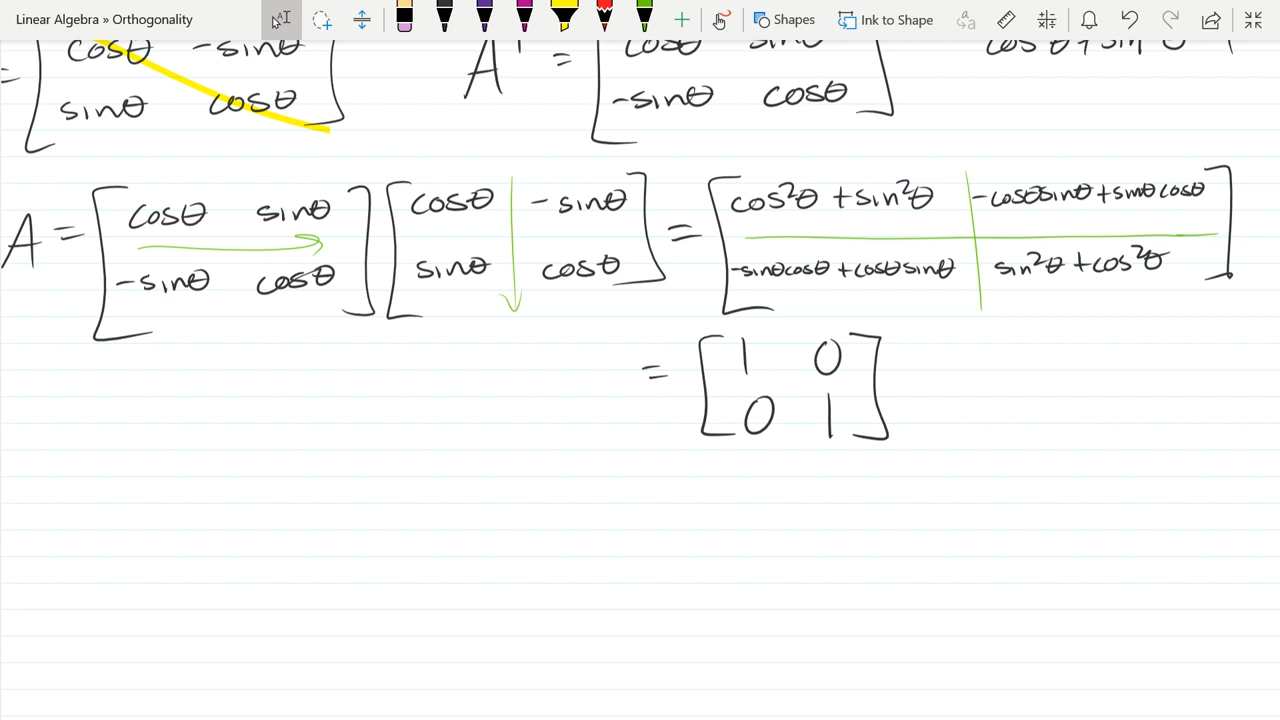 Linear Algebra » Orthogonality
Shapes
Ink to Shape
= [ cosθ -sinθ
sinθ cosθ ]
A = [ cosθ
-sinθ cosθ ]
A = [ cosθ sinθ
-sinθ cosθ ]
[ cosθ -sinθ
sinθ cosθ ]
= [ cos²θ + sin²θ -cosθsinθ + sinθcosθ
-sinθcosθ + cosθsinθ sin²θ + cos²θ ]
= [ 1 0
0 1 ]